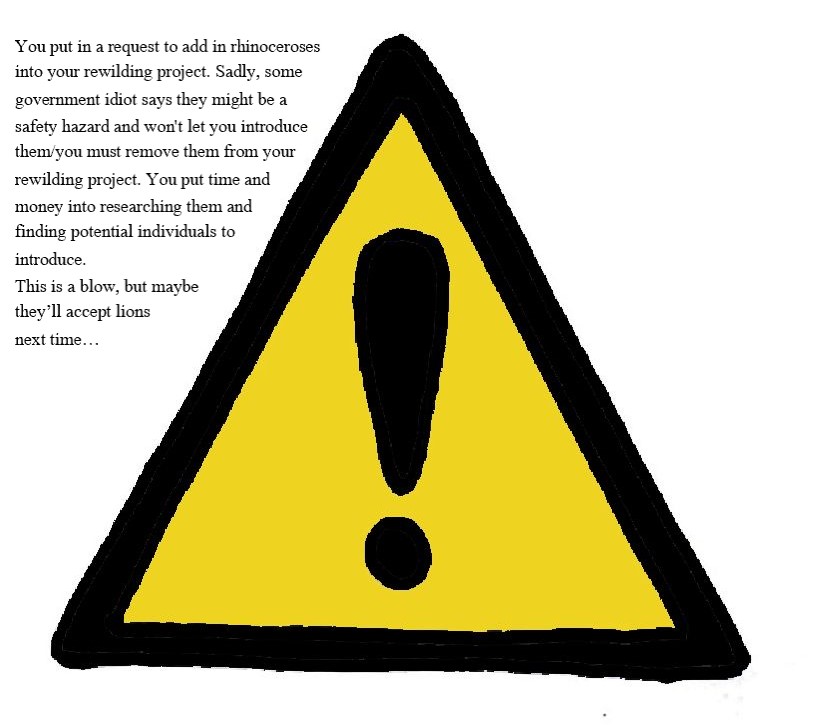 You put in a request to add in rhinoceroses
into your rewilding project. Sadly, some
government idiot says they might be a
safety hazard and won't let you introduce
them/you must remove them from your
rewilding project. You put time and
money into researching them and
finding potential individuals to
introduce.
This is a blow, but maybe
they’ll accept lions
next time…